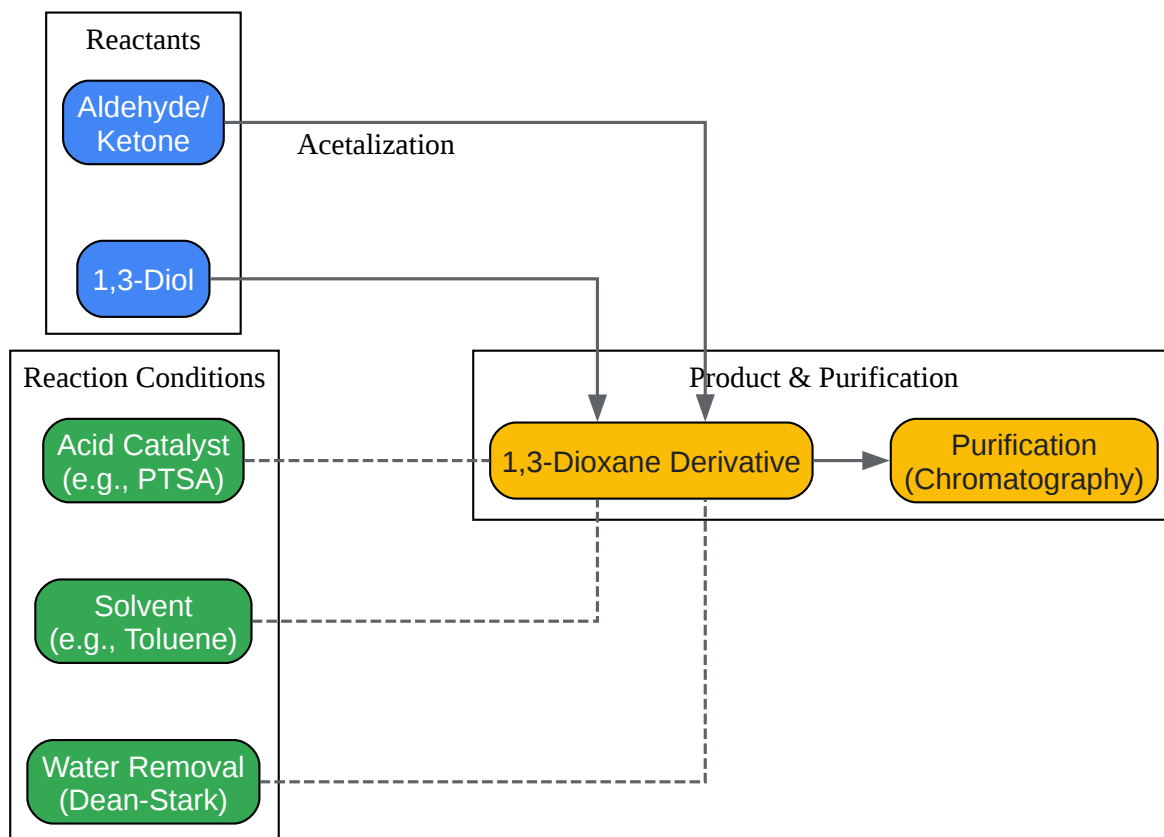 Reactants
Aldehyde/
Ketone
Acetalization
1,3-Diol
Reaction Conditions
Acid Catalyst
(e.g., PTSA)
Solvent
(e.g., Toluene)
Water Removal
(Dean-Stark)
Product & Purification
1,3-Dioxane Derivative
Purification
(Chromatography)